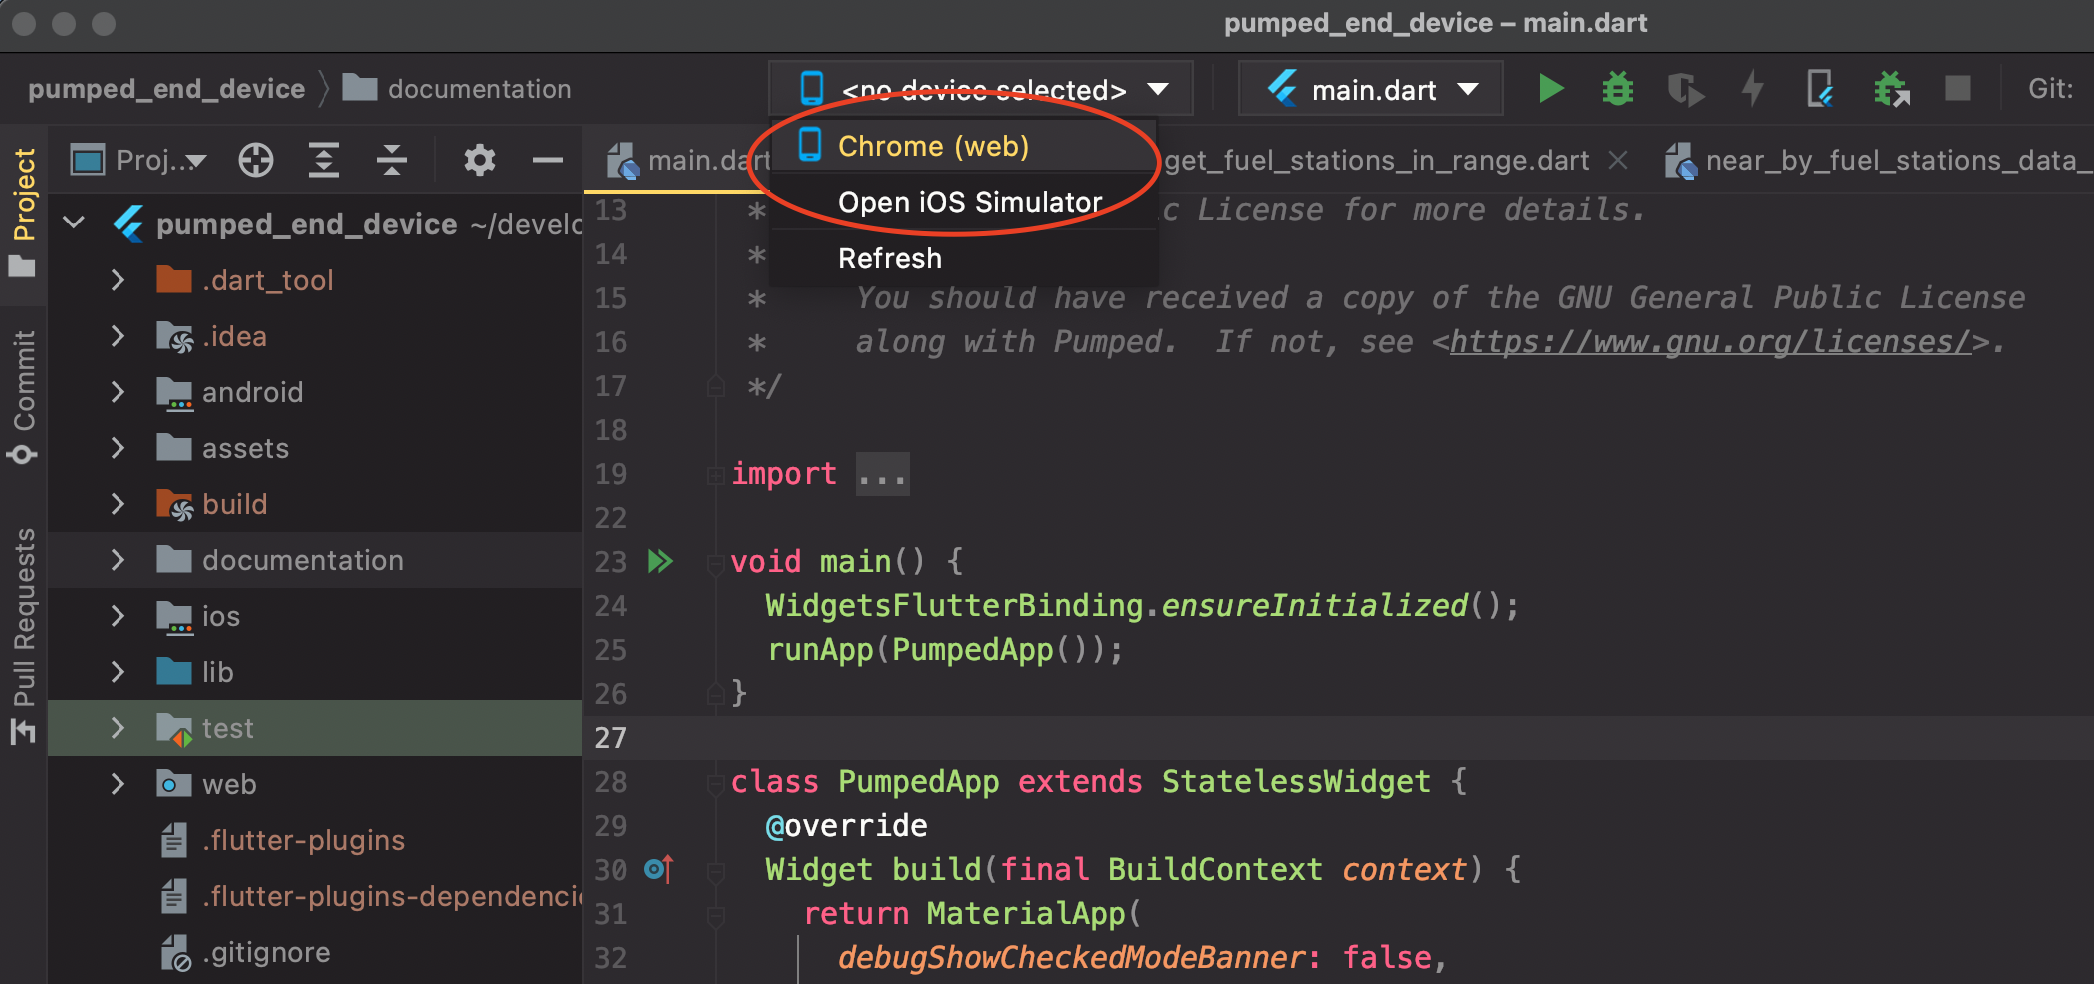 pumped_end_device – main.dart
pumped_end_device
documentation
<no device selected>
main.dart
Git:
Chrome (web)
Open iOS Simulator
Refresh
Project
Commit
Pull Requests
Proj...
pumped_end_device ~/develo
.dart_tool
.idea
android
assets
build
documentation
ios
lib
test
web
.flutter-plugins
.flutter-plugins-dependenci
.gitignore
main.dart
get_fuel_stations_in_range.dart
near_by_fuel_stations_data_
13 * c License for more details.
14 *
15 * You should have received a copy of the GNU General Public License
16 * along with Pumped. If not, see <https://www.gnu.org/licenses/>.
17 */
18
19 import ...
22
23 void main() {
24 WidgetsFlutterBinding.ensureInitialized();
25 runApp(PumpedApp());
26 }
27
28 class PumpedApp extends StatelessWidget {
29 @override
30 Widget build(final BuildContext context) {
31 return MaterialApp(
32 debugShowCheckedModeBanner: false,